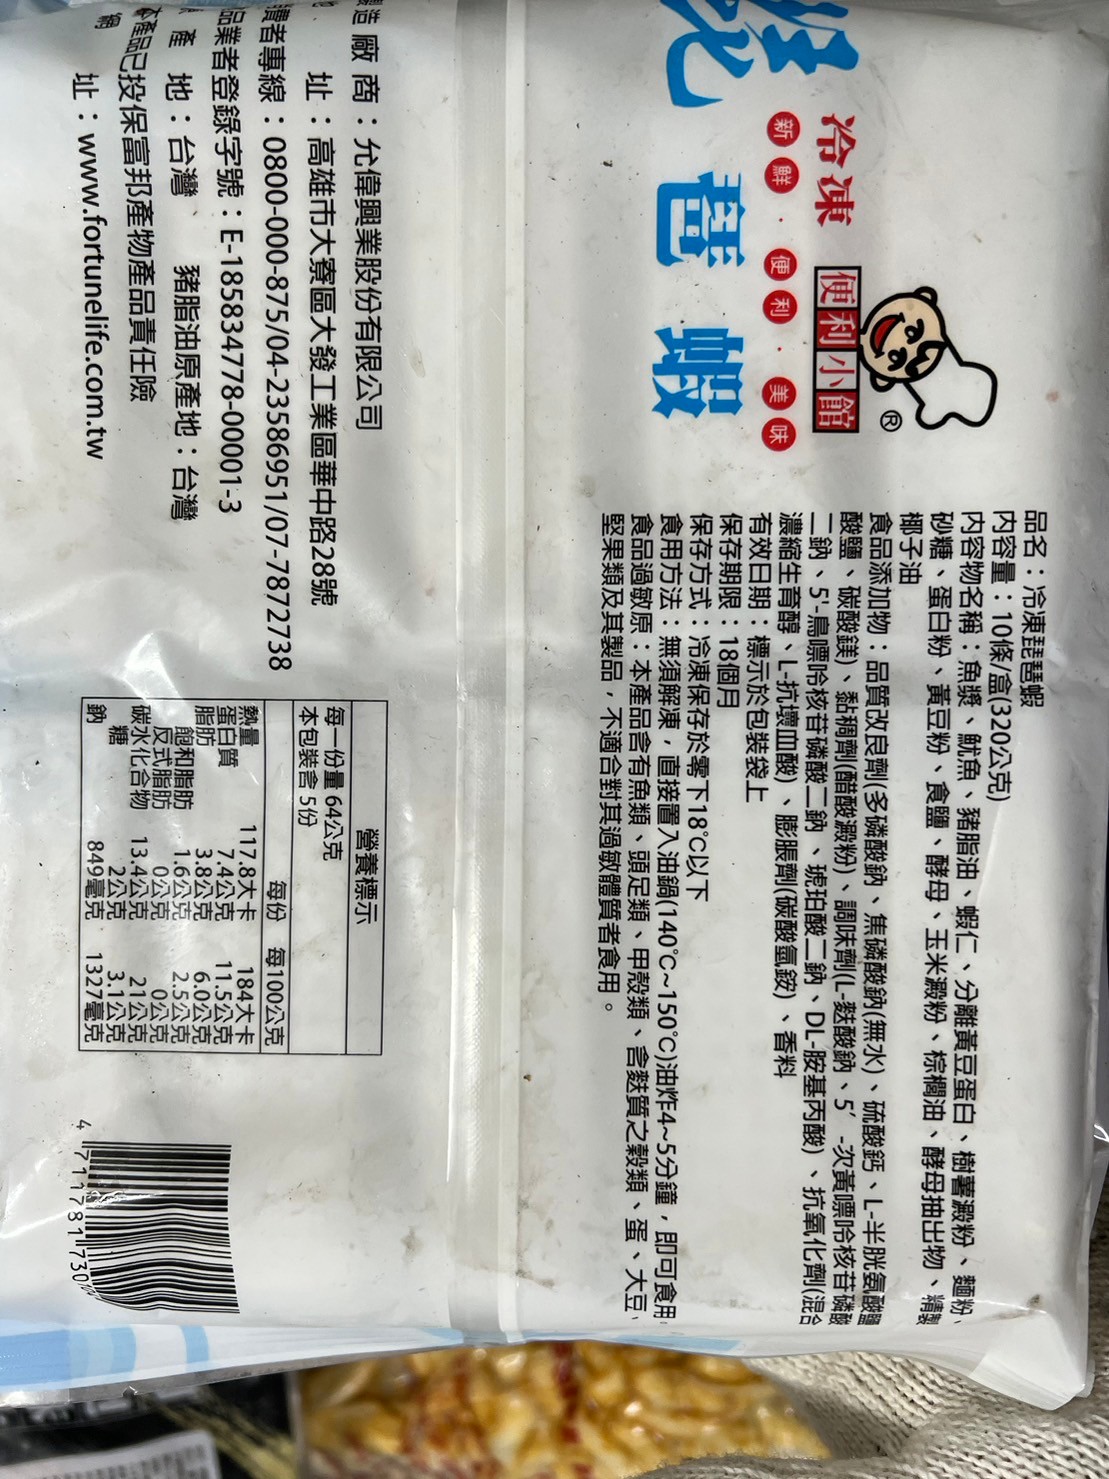 冷凍
便利小館
®
新鮮・便利・美味
琵琶蝦
品名：冷凍琵琶蝦
內容量：10條/盒(320公克)
內容物名稱：魚漿、魷魚、豬脂油、蝦仁、分離黃豆蛋白、樹薯澱粉、麵粉、
砂糖、蛋白粉、黃豆粉、食鹽、酵母、玉米澱粉、棕櫚油、酵母抽出物、精製
椰子油
食品添加物：品質改良劑(多磷酸鈉、焦磷酸鈉(無水)、硫酸鈣、L-半胱氨酸鹽
酸鹽、碳酸鎂)、黏稠劑(醋酸澱粉)、調味劑(L-麩酸鈉、5'-次黃嘌呤核苷磷酸
二鈉、5'-鳥嘌呤核苷磷酸二鈉、琥珀酸二鈉、DL-胺基丙酸)、抗氧化劑(混合
濃縮生育醇、L-抗壞血酸)、膨脹劑(碳酸氫銨)、香料
有效日期：標示於包裝袋上
保存期限：18個月
保存方式：冷凍保存於零下18°C以下
食用方法：無須解凍，直接置入油鍋(140°C~150°C)油炸4~5分鐘，即可食用
食品過敏原：本產品含有魚類、頭足類、甲殼類、含麩質之穀類、蛋、大豆、
堅果類及其製品，不適合對其過敏體質者食用。
製造廠商：允偉興業股份有限公司
址：高雄市大寮區大發工業區華中路28號
費者專線：0800-000-875/04-23586951/07-7872738
品業者登錄字號：E-185834778-00001-3
產地：台灣、豬脂油原產地：台灣
本產品已投保富邦產物產品責任險
網址：www.fortunelife.com.tw
營養標示
每一份量 64公克
本包裝含 5份
每份 每100公克
熱量 117.8大卡 184大卡
蛋白質 7.4公克 11.5公克
脂肪 3.8公克 6.0公克
飽和脂肪 1.6公克 2.5公克
反式脂肪 0公克 0公克
碳水化合物 13.4公克 21公克
糖 2公克 3.1公克
鈉 849毫克 1327毫克
4 711781 730